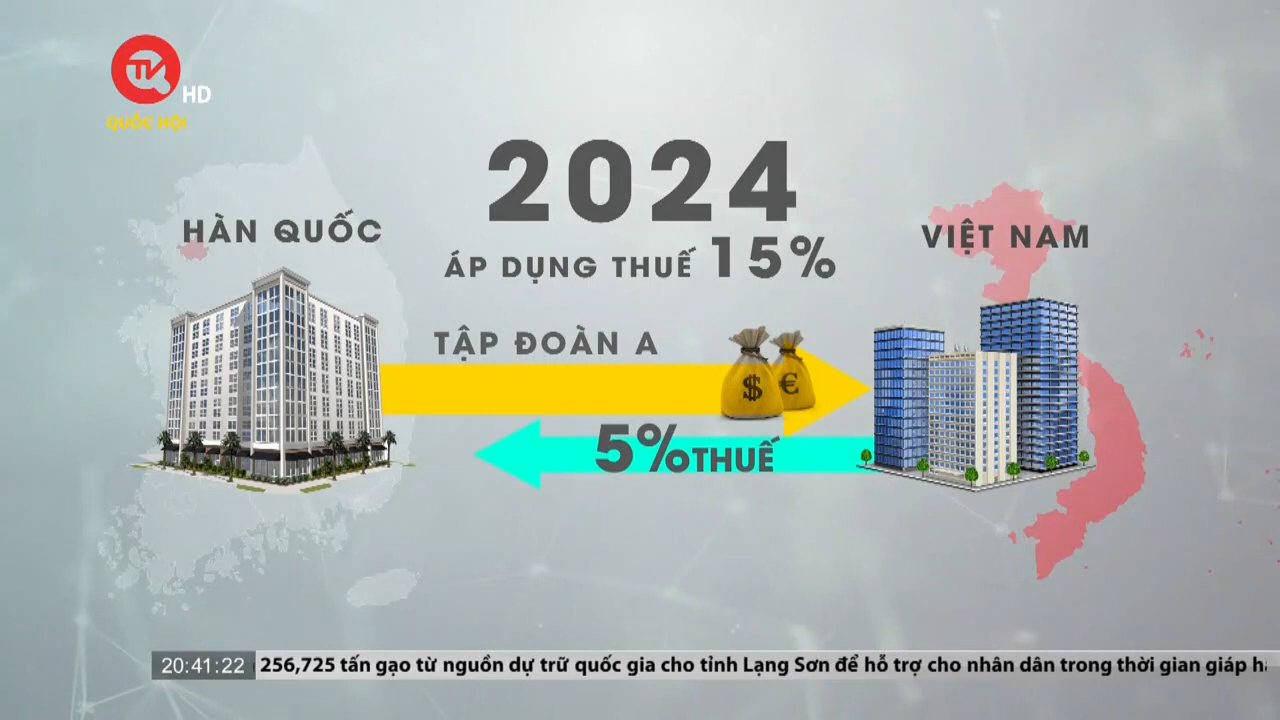 TV HD
QUỐC HỘI
2024
HÀN QUỐC
VIỆT NAM
ÁP DỤNG THUẾ 15%
TẬP ĐOÀN A
$ €
5% THUẾ
20:41:22 256,725 tấn gạo từ nguồn dự trữ quốc gia cho tỉnh Lạng Sơn để hỗ trợ cho nhân dân trong thời gian giáp